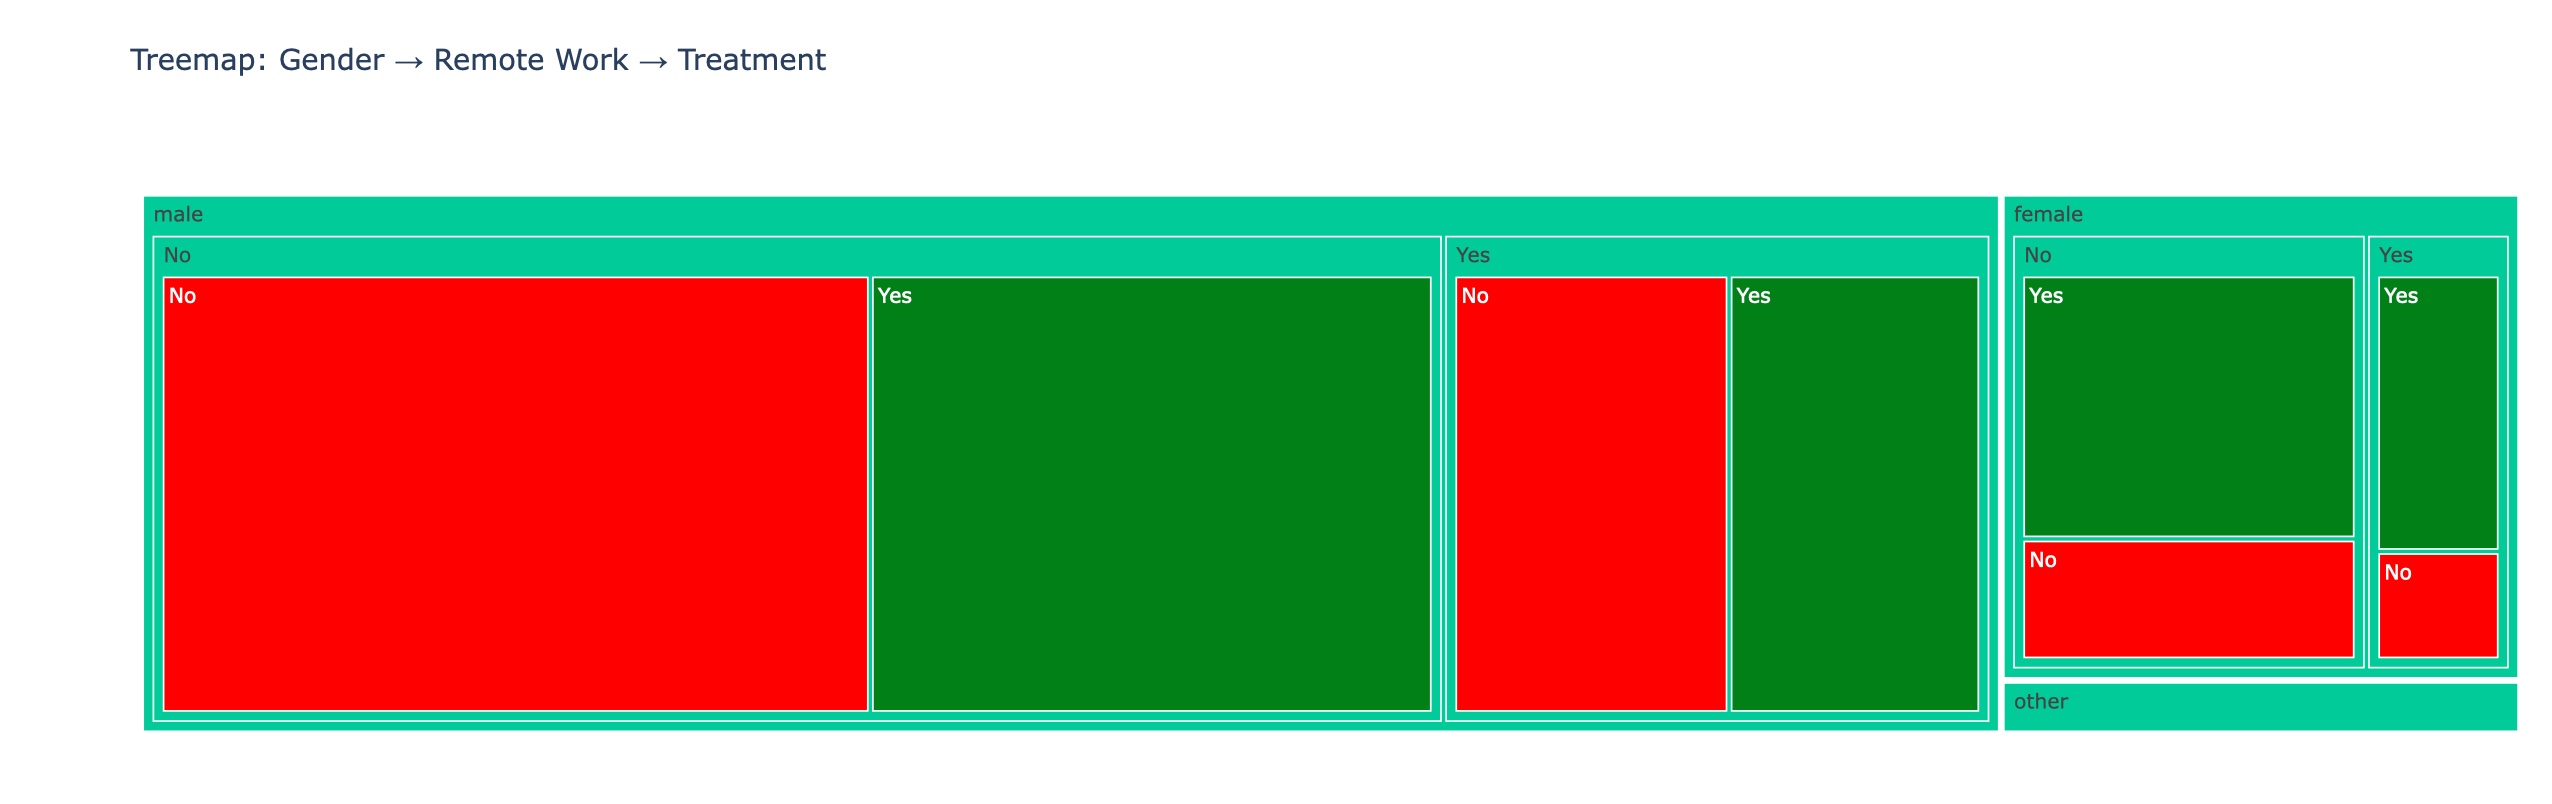 Treemap: Gender → Remote Work → Treatment
male
No
No
Yes
Yes
No
Yes
female
No
Yes
No
Yes
Yes
No
other